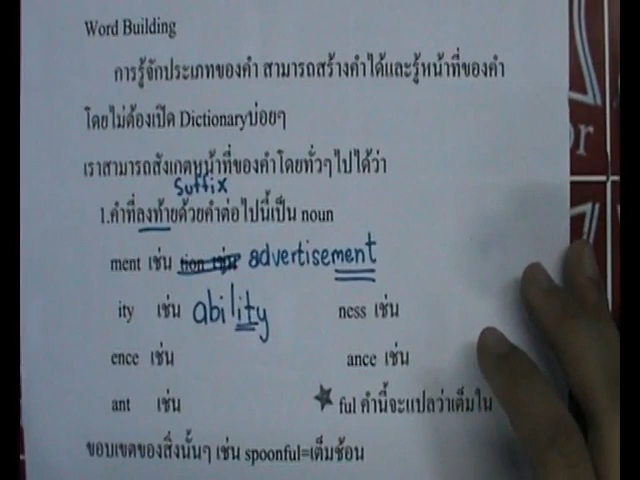 Word Building
การรู้จักประเภทของคำ สามารถสร้างคำได้และรู้หน้าที่ของคำ
โดยไม่ต้องเปิด Dictionaryบ่อยๆ
เราสามารถสังเกตหน้าที่ของคำโดยทั่วๆไปได้ว่า
suffix
1.คำที่ลงท้ายด้วยคำต่อไปนี้เป็น noun
ment เช่น tion เช่น advertisement
ity เช่น ability ness เช่น
ence เช่น ance เช่น
ant เช่น ful คำนี้จะแปลว่าเต็มใน
ขอบเขตของสิ่งนั้นๆ เช่น spoonful=เต็มช้อน
or